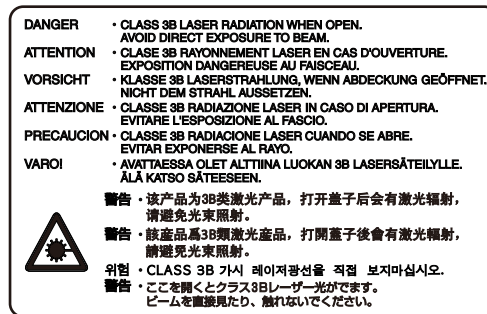 DANGER · CLASS 3B LASER RADIATION WHEN OPEN.
AVOID DIRECT EXPOSURE TO BEAM.
ATTENTION · CLASE 3B RAYONNEMENT LASER EN CAS D'OUVERTURE.
EXPOSITION DANGEREUSE AU FAISCEAU.
VORSICHT · KLASSE 3B LASERSTRAHLUNG, WENN ABDECKUNG GEÖFFNET.
NICHT DEM STRAHL AUSSETZEN.
ATTENZIONE · CLASSE 3B RADIAZIONE LASER IN CASO DI APERTURA.
EVITARE L'ESPOSIZIONE AL FASCIO.
PRECAUCION · CLASSE 3B RADIACIONE LASER CUANDO SE ABRE.
EVITAR EXPONERSE AL RAYO.
VARO! · AVATTAESSA OLET ALTTIINA LUOKAN 3B LASERSÄTEILYLLE.
ÄLÄ KATSO SÄTEESEEN.
警告 · 该产品为3B类激光产品，打开盖子后会有激光辐射，
请避免光束照射。
警告 · 該産品爲3B類激光産品，打開蓋子後會有激光輻射，
請避免光束照射。
위험 · CLASS 3B 가시 레이저광선을 직접 보지마십시오.
警告 · ここを開くとクラス3Bレーザー光がでます。
ビームを直接見たり、触れないでください。